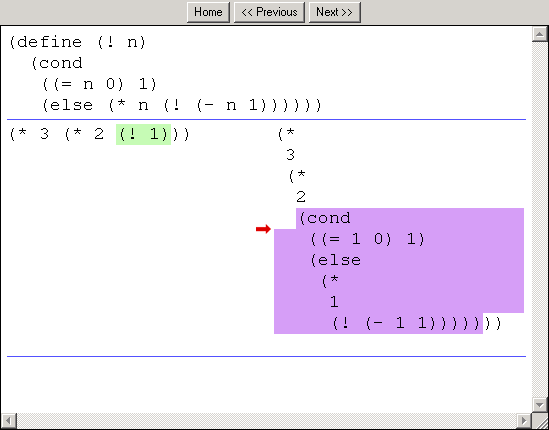 Home << Previous Next >>
(define (! n)
(cond
((= n 0) 1)
(else (* n (! (- n 1))))))
(* 3 (* 2 (! 1)))
(*
3
(*
2
(cond
((= 1 0) 1)
(else
(*
1
(! (- 1 1)))))))